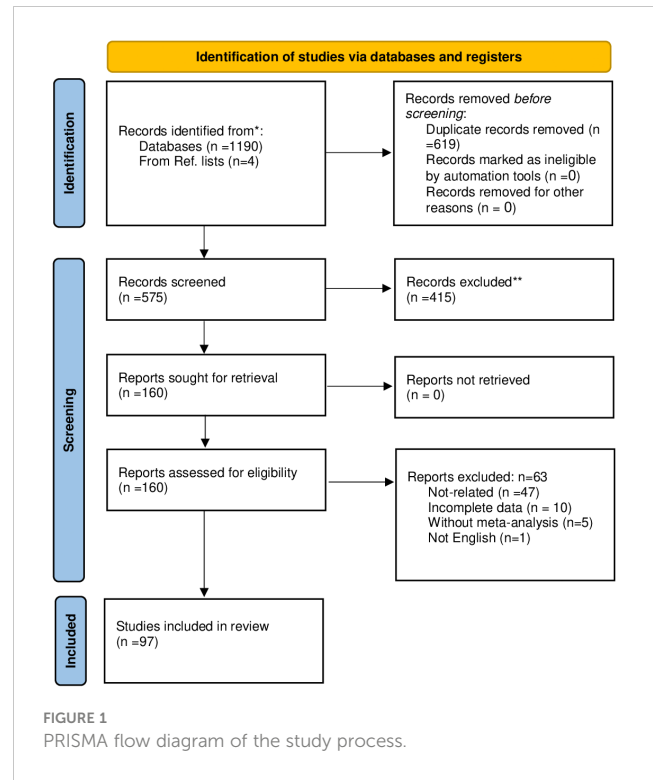 Identification of studies via databases and registers
Identification
Records identified from*:
Databases (n =1190)
From Ref. lists (n=4)
Records removed before
screening:
Duplicate records removed (n
=619)
Records marked as ineligible
by automation tools (n =0)
Records removed for other
reasons (n = 0)
Screening
Records screened
(n =575)
Records excluded**
(n =415)
Reports sought for retrieval
(n =160)
Reports not retrieved
(n = 0)
Reports assessed for eligibility
(n =160)
Reports excluded: n=63
Not-related (n =47)
Incomplete data (n = 10)
Without meta-analysis (n=5)
Not English (n=1)
Included
Studies included in review
(n =97)
FIGURE 1
PRISMA flow diagram of the study process.